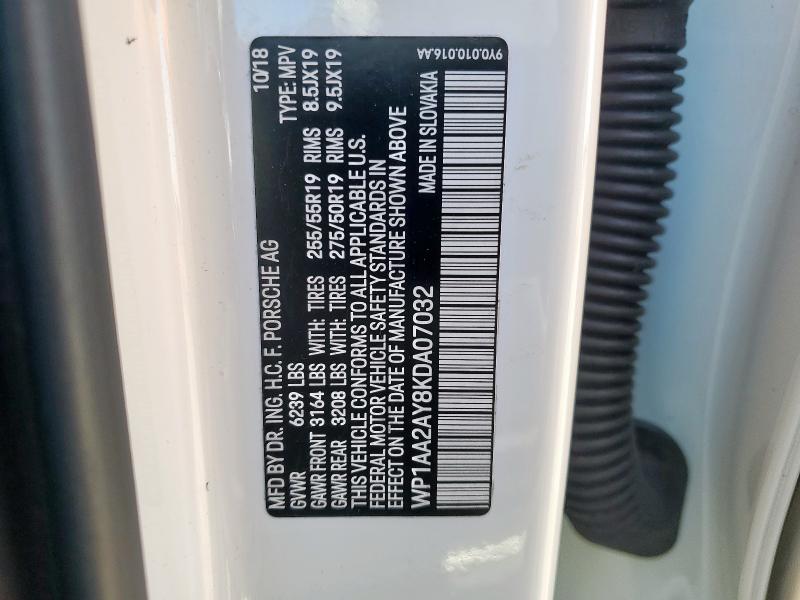 MFD BY DR. ING. H.C. F. PORSCHE AG 10/18
GVWR 6239 LBS TYPE: MPV
GAWR FRONT 3164 LBS WITH: TIRES 255/55R19 RIMS 8.5JX19
GAWR REAR 3208 LBS WITH: TIRES 275/50R19 RIMS 9.5JX19
THIS VEHICLE CONFORMS TO ALL APPLICABLE U.S.
FEDERAL MOTOR VEHICLE SAFETY STANDARDS IN
EFFECT ON THE DATE OF MANUFACTURE SHOWN ABOVE
WP1AA2AY8KDA07032 MADE IN SLOVAKIA
9Y0.010.016.AA